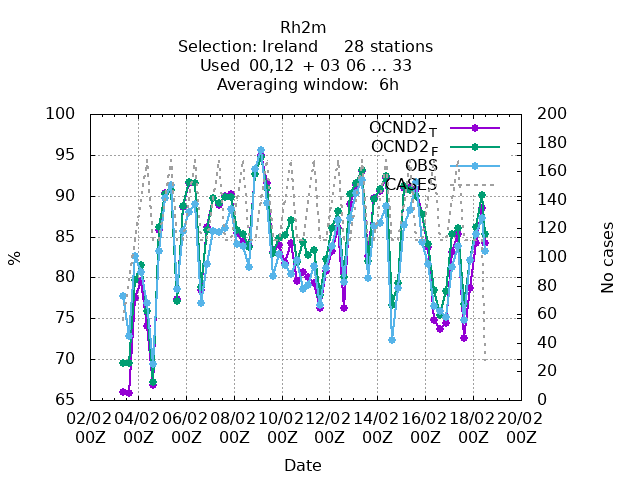 Rh2m
Selection: Ireland 28 stations
Used 00,12 + 03 06 ... 33
Averaging window: 6h
100
95
90
85
80
75
70
65
%
200
180
160
140
120
100
80
60
40
20
0
No cases
OCND2_T
OCND2_F
OBS
CASES
02/02 04/02 06/02 08/02 10/02 12/02 14/02 16/02 18/02 20/02
00Z 00Z 00Z 00Z 00Z 00Z 00Z 00Z 00Z 00Z
Date